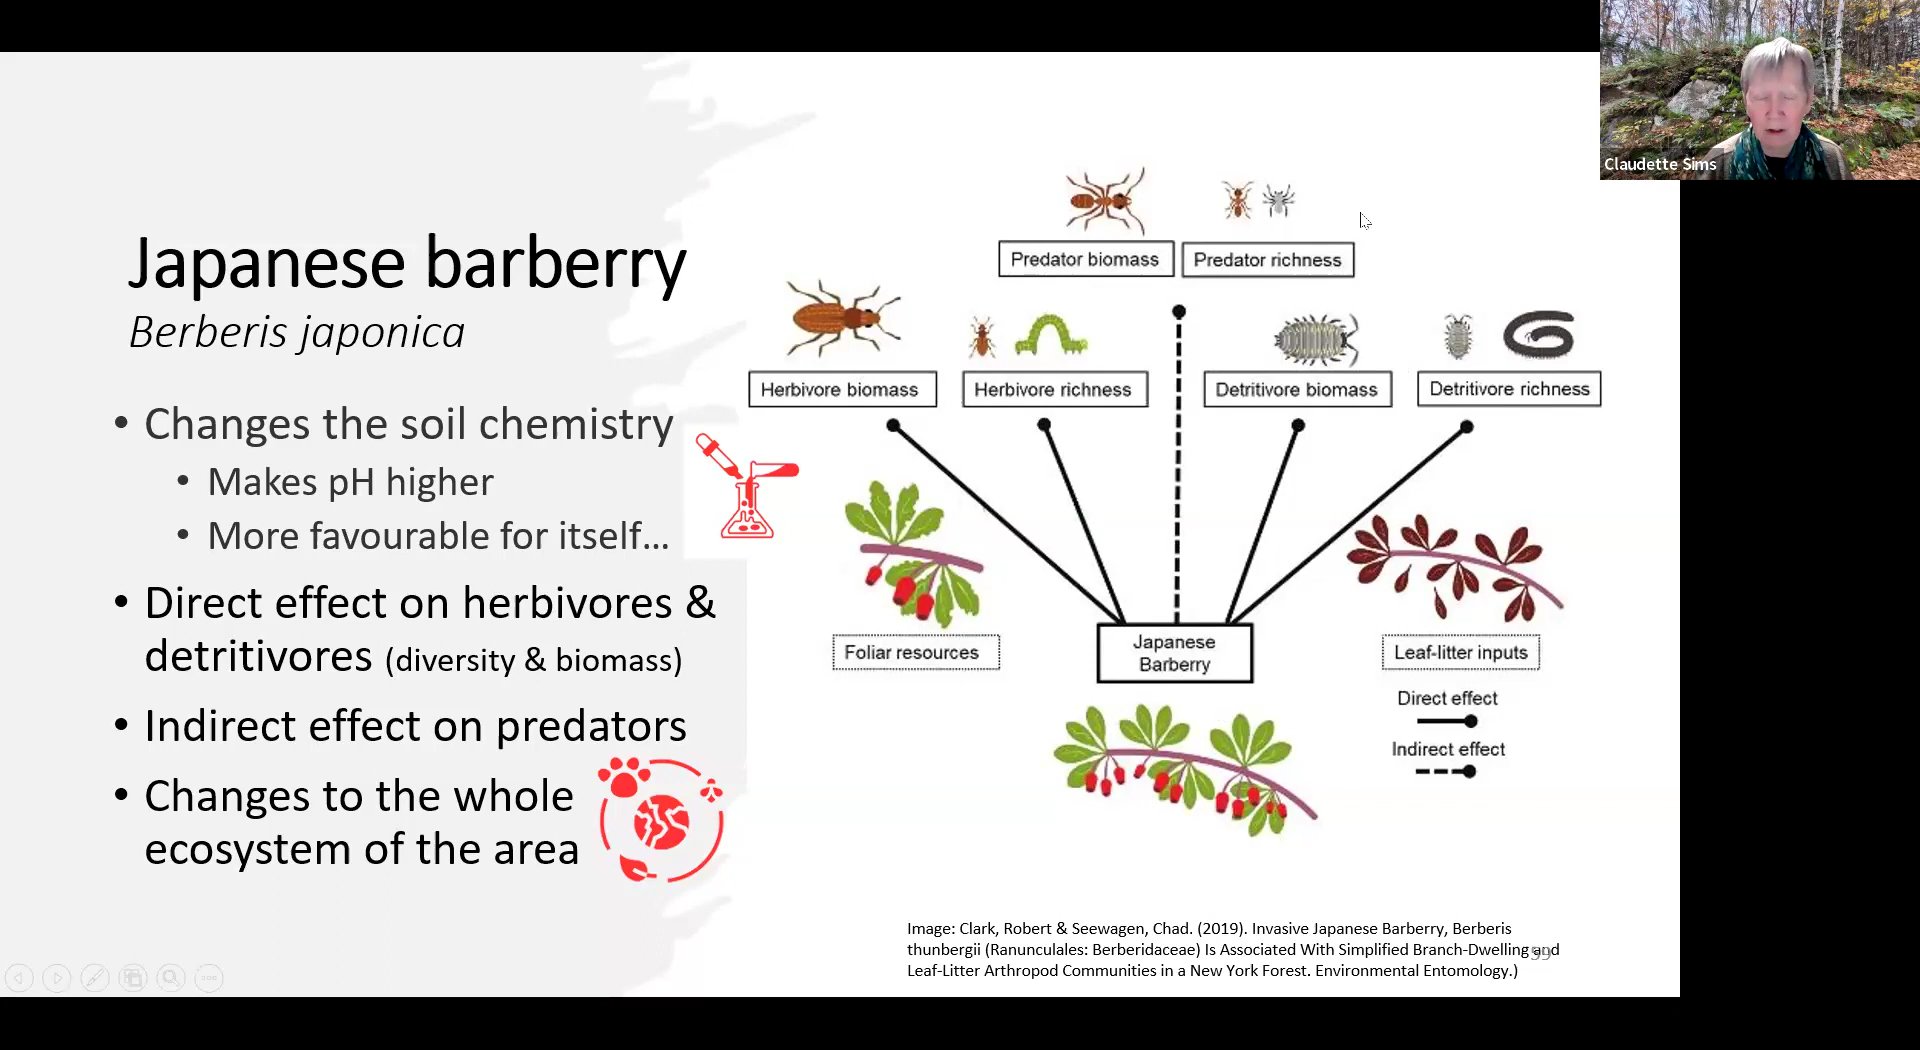 Claudette Sims
Japanese barberry
Berberis japonica
• Changes the soil chemistry
• Makes pH higher
• More favourable for itself...
• Direct effect on herbivores &
detritivores (diversity & biomass)
• Indirect effect on predators
• Changes to the whole
ecosystem of the area
Predator biomass
Predator richness
Herbivore biomass
Herbivore richness
Detritivore biomass
Detritivore richness
Foliar resources
Japanese
Barberry
Leaf-litter inputs
Direct effect
Indirect effect
Image: Clark, Robert & Seewagen, Chad. (2019). Invasive Japanese Barberry, Berberis
thunbergii (Ranunculales: Berberidaceae) Is Associated With Simplified Branch-Dwelling and
Leaf-Litter Arthropod Communities in a New York Forest. Environmental Entomology.)
59